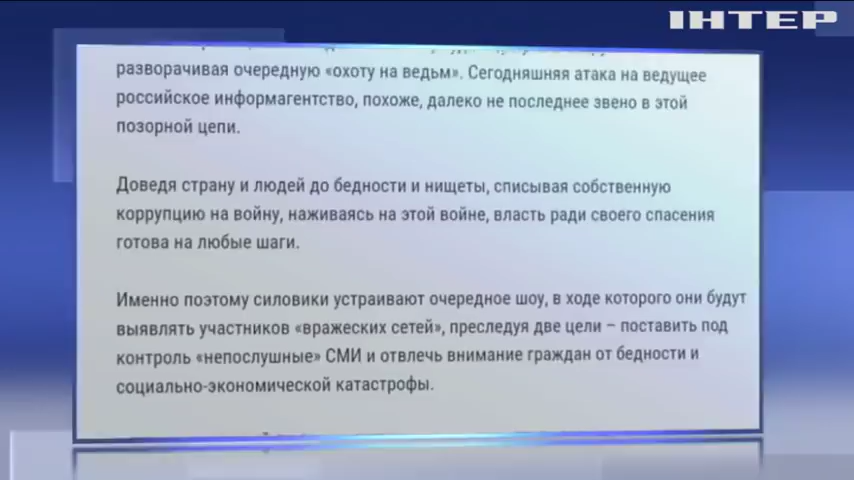 ІНТЕР
разворачивая очередную «охоту на ведьм». Сегодняшняя атака на ведущее
российское информагентство, похоже, далеко не последнее звено в этой
позорной цепи.
Доведя страну и людей до бедности и нищеты, списывая собственную
коррупцию на войну, наживаясь на этой войне, власть ради своего спасения
готова на любые шаги.
Именно поэтому силовики устраивают очередное шоу, в ходе которого они будут
выявлять участников «вражеских сетей», преследуя две цели – поставить под
контроль «непослушные» СМИ и отвлечь внимание граждан от бедности и
социально-экономической катастрофы.